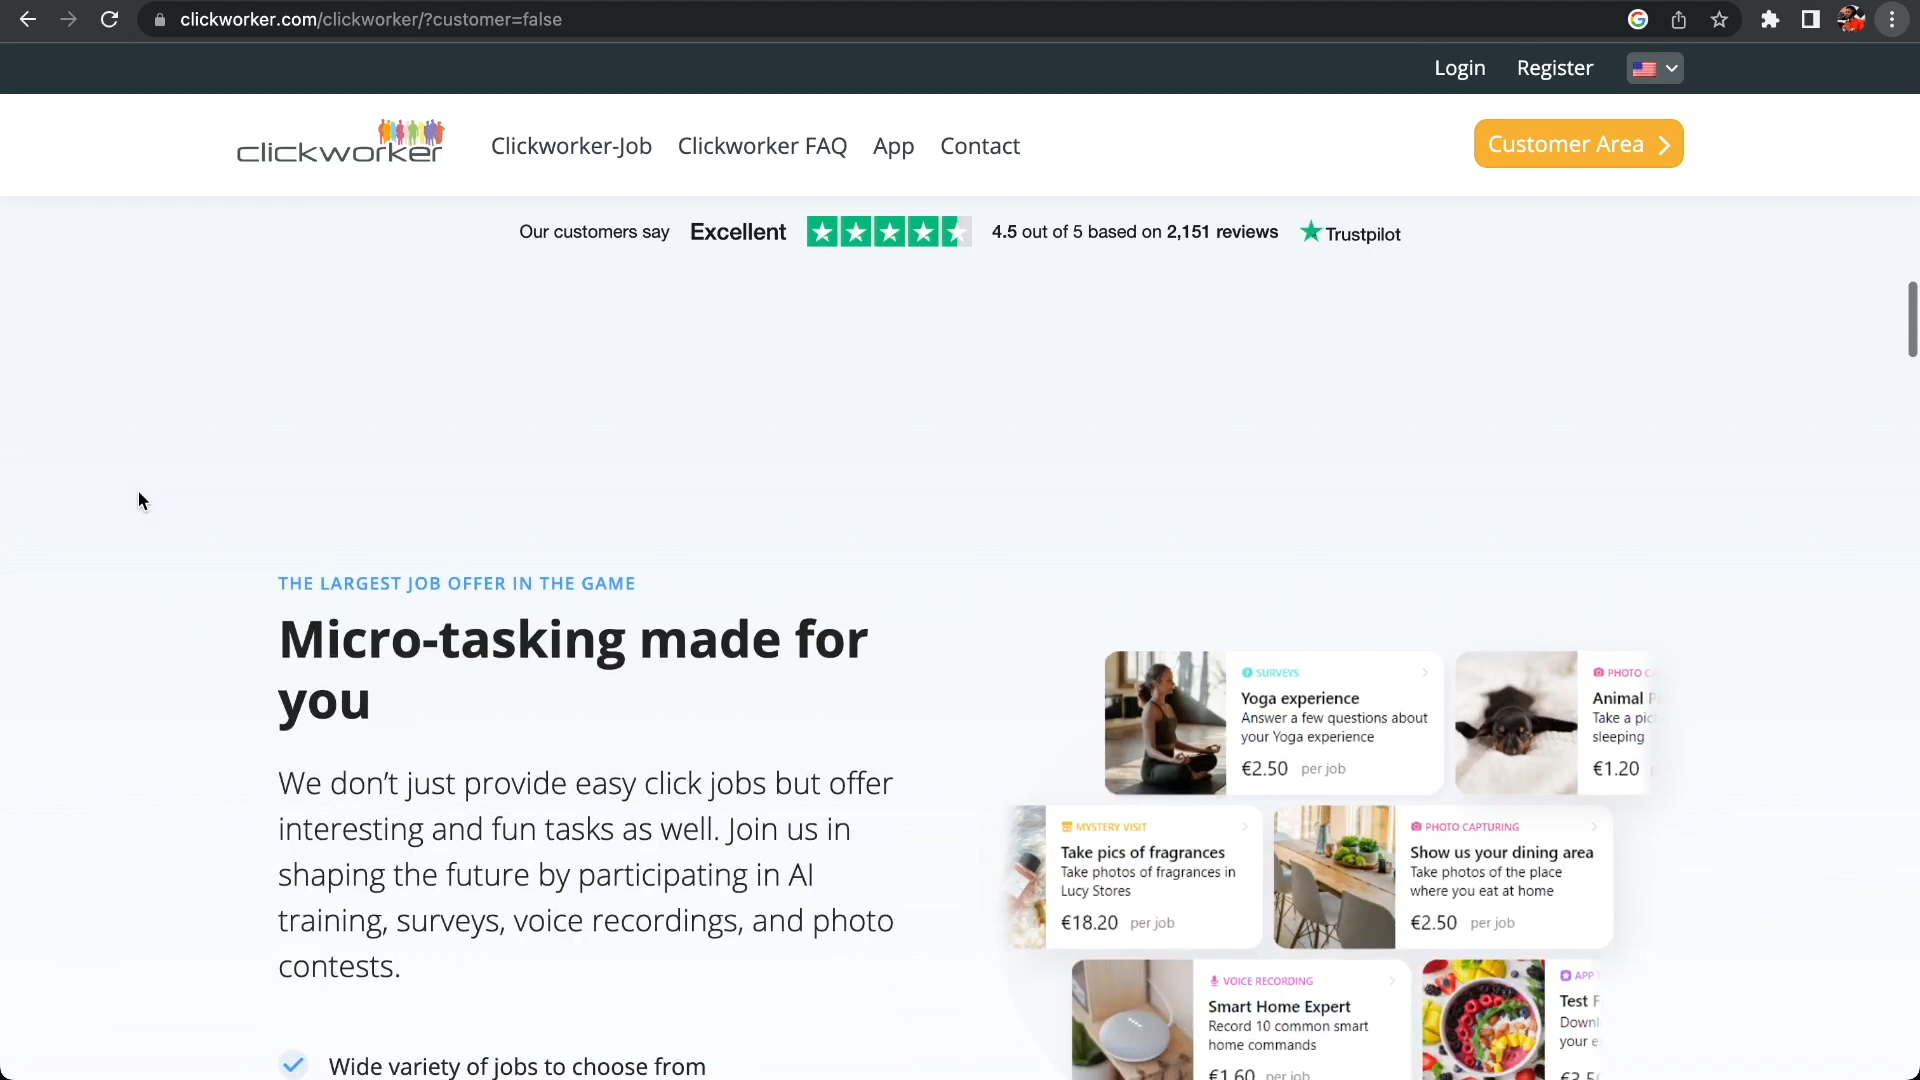 clickworker.com/clickworker/?customer=false
Login Register
clickworker Clickworker-Job Clickworker FAQ App Contact Customer Area
Our customers say Excellent 4.5 out of 5 based on 2,151 reviews Trustpilot
THE LARGEST JOB OFFER IN THE GAME
Micro-tasking made for
you
We don't just provide easy click jobs but offer
interesting and fun tasks as well. Join us in
shaping the future by participating in AI
training, surveys, voice recordings, and photo
contests.
Wide variety of jobs to choose from
SURVEYS
Yoga experience
Answer a few questions about
your Yoga experience
€2.50 per job
PHOTO
Animal
Take a
sleeping
€1.20
MYSTERY VISIT
Take pics of fragrances
Take photos of fragrances in
Lucy Stores
€18.20 per job
PHOTO CAPTURING
Show us your dining area
Take photos of the place
where you eat at home
€2.50 per job
VOICE RECORDING
Smart Home Expert
Record 10 common smart
home commands
€1.60 per job
APP
Test
your